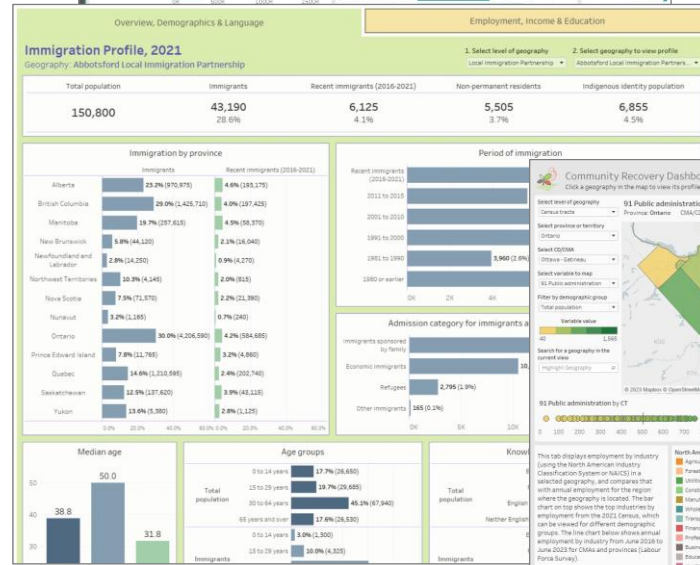 0K 500K 1000K 1500K
Overview, Demographics & Language
Employment, Income & Education
Immigration Profile, 2021
Geography: Abbotsford Local Immigration Partnership
1. Select level of geography 2. Select geography to view profile
Local Immigration Partnership Abbotsford Local Immigration Partners...
Total population Immigrants Recent immigrants (2016-2021) Non-permanent residents Indigenous identity population
150,800 43,190 6,125 5,505 6,855
28.6% 4.1% 3.7% 4.5%
Immigration by province
Immigrants Recent immigrants (2016-2021)
Alberta 23.2% (970,975) 4.6% (193,175)
British Columbia 29.0% (1,425,710) 4.0% (197,425)
Manitoba 19.7% (257,615) 4.5% (58,370)
New Brunswick 5.8% (44,120) 2.1% (16,040)
Newfoundland and Labrador 2.8% (14,250) 0.9% (4,270)
Northwest Territories 10.3% (4,145) 2.0% (815)
Nova Scotia 7.5% (71,570) 2.2% (21,390)
Nunavut 3.2% (1,165) 0.7% (240)
Ontario 30.0% (4,206,590) 4.2% (584,685)
Prince Edward Island 7.8% (11,765) 3.2% (4,860)
Quebec 14.6% (1,210,595) 2.4% (202,740)
Saskatchewan 12.5% (137,620) 3.9% (43,115)
Yukon 13.6% (5,380) 2.8% (1,125)
0.0% 20.0% 40.0% 60.0% 0.0% 20.0% 40.0% 60.0%
Period of immigration
Recent immigrants
(2016-2021)
2011 to 2015
2001 to 2010
1991 to 2000
1981 to 1990 3,960 (2.6%)
1980 or earlier
0K 2K 4K
Admission category for immigrants a
Immigrants sponsored
by family
Economic immigrants 10,
Refugees 2,795 (1.9%)
Other immigrants 165 (0.1%)
0K 5K 10K
Median age
50
40
30
38.8
50.0
31.8
Age groups
Total
population
0 to 14 years 17.7% (26,650)
15 to 29 years 19.7% (29,685)
30 to 64 years 45.1% (67,940)
65 years and over 17.6% (26,530)
Immigrants
0 to 14 years 3.0% (1,300)
15 to 29 years 10.0% (4,325)
Knowl
Total
population
English
Neither English
Immigrants
Community Recovery Dashbo
Click a geography in the map to view its profile
Select level of geography
Census tracts
Select province or territory
Ontario
Select CD/CMA
Ottawa - Gatineau
Select variable to map
91 Public administration
Filter by demographic group
Total population
Variable value
40 1,565
Search for a geography in the
current view
Highlight Geography
91 Public administratio
Province: Ontario CMA/C
© 2023 Mapbox © OpenStreetM
91 Public administration by CT
0 100 200 300 400 500 600 700
This tab displays employment by industry
(using the North American Industry
Classification System or NAICS) in a
selected geography, and compares that
with annual employment for the region
where the geography is located. The bar
chart on top shows the top industries by
employment from the 2021 Census, which
can be viewed for different demographic
groups. The line chart below shows annual
employment by industry from June 2016 to
June 2023 for CMAs and provinces (Labour
Force Survey).
North Am
Agricu
Forest
Utilitie
Constr
Manuf
Whole
Transp
Financ
Profes
Busin
Educa